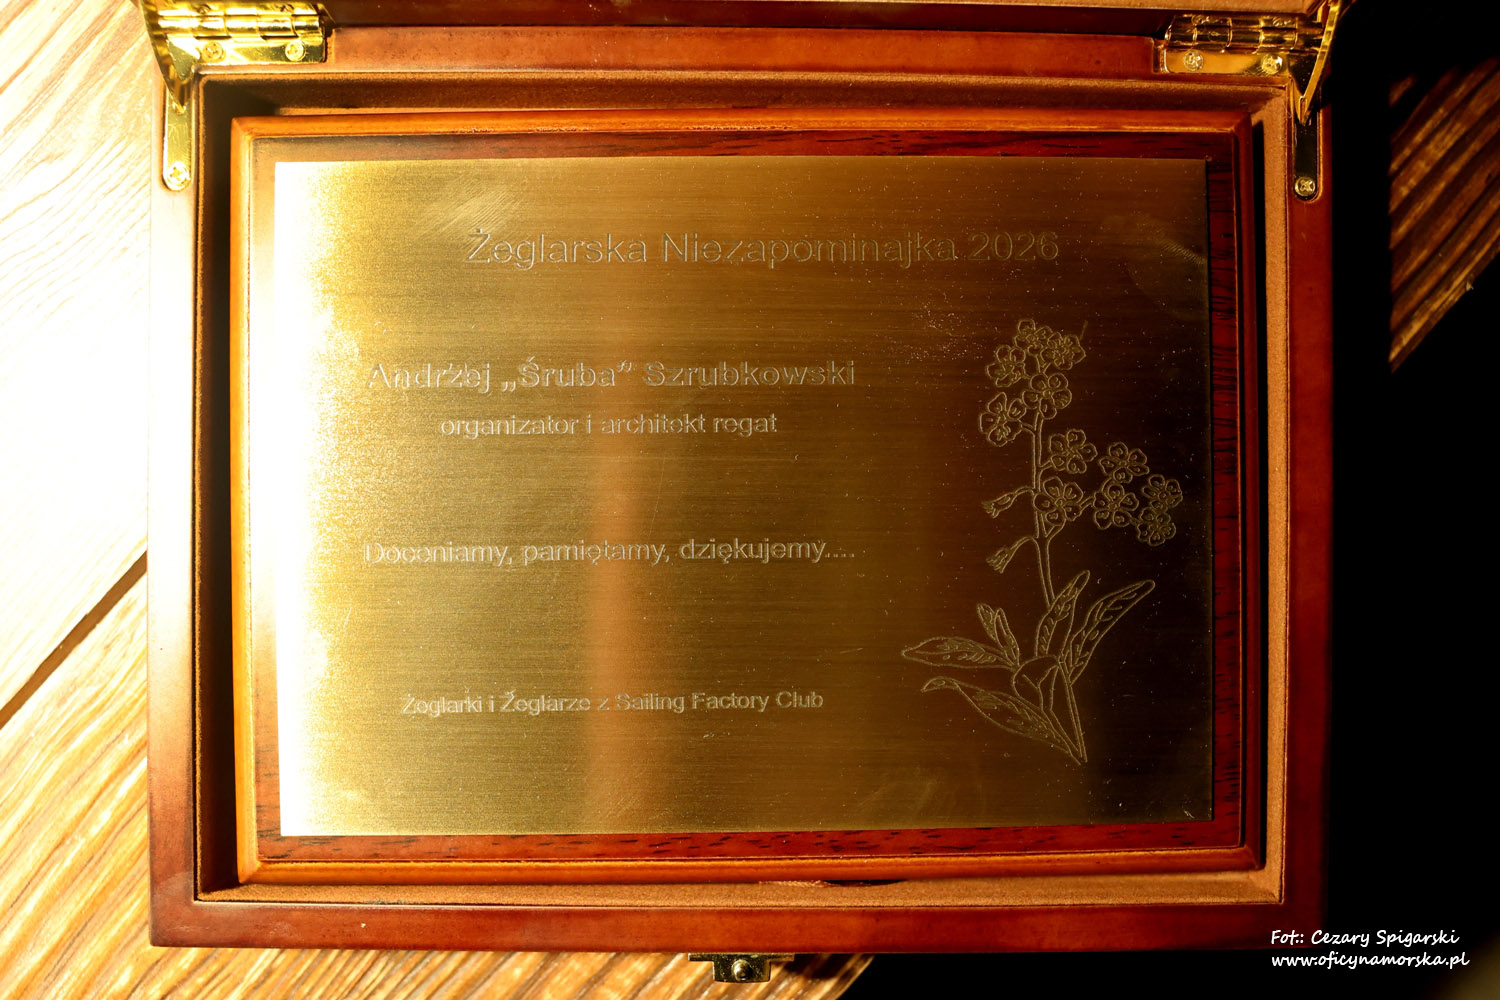 Żeglarska Niezapominajka 2026
Andrzej „Śruba” Szrubkowski
organizator i architekt regat
Doceniamy, pamiętamy, dziękujemy....
Żeglarki i Żeglarze z Sailing Factory Club
Fot:: Cezary Spigarski
www.oficynamorska.pl